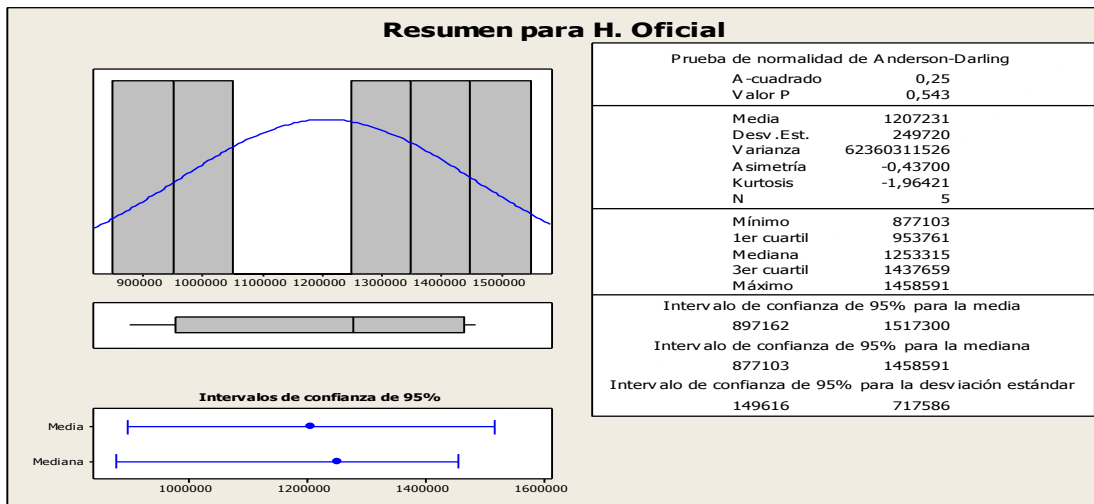 Resumen para H. Oficial
900000 1000000 1100000 1200000 1300000 1400000 1500000
Intervalos de confianza de 95%
Media
Mediana
1000000 1200000 1400000 1600000
Prueba de normalidad de Anderson-Darling
A-cuadrado 0,25
Valor P 0,543
Media 1207231
Desv.Est. 249720
Varianza 62360311526
Asimetría -0,43700
Kurtosis -1,96421
N 5
Mínimo 877103
1er cuartil 953761
Mediana 1253315
3er cuartil 1437659
Máximo 1458591
Intervalo de confianza de 95% para la media
897162 1517300
Intervalo de confianza de 95% para la mediana
877103 1458591
Intervalo de confianza de 95% para la desviación estándar
149616 717586